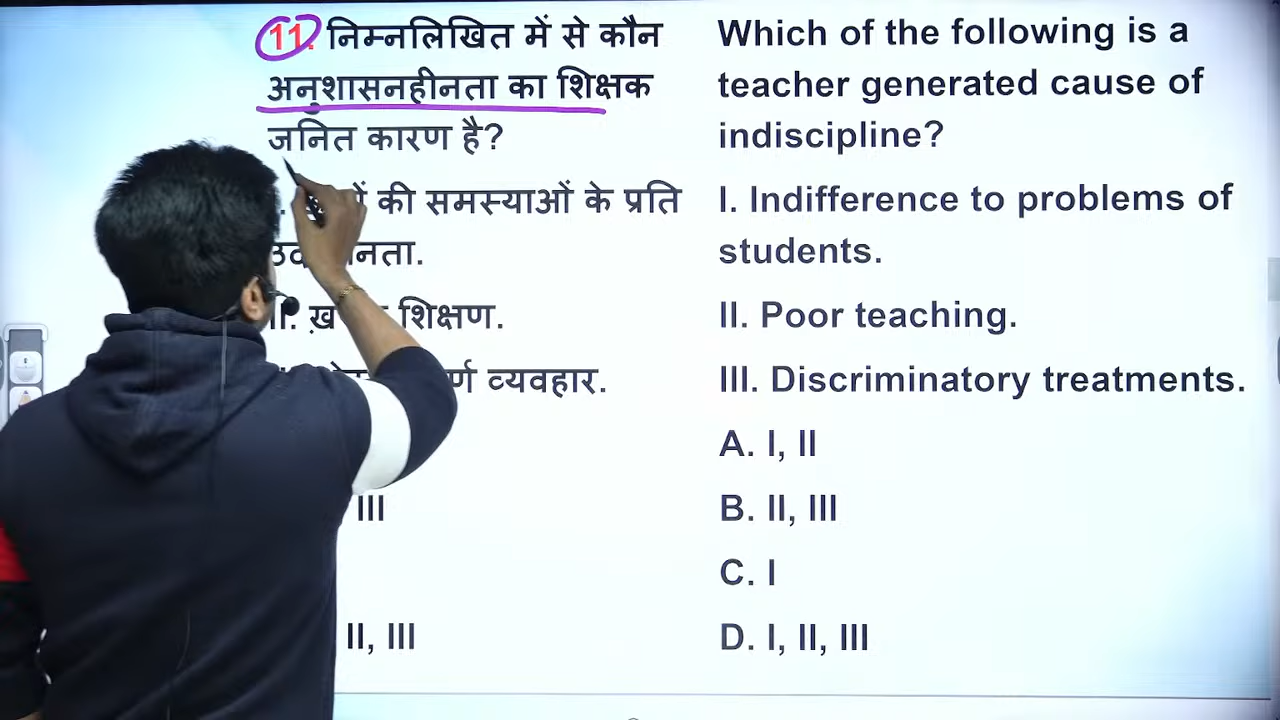 11. निम्नलिखित में से कौन
अनुशासनहीनता का शिक्षक
जनित कारण है?
की समस्याओं के प्रति
II. शिक्षण.
व्यवहार.
III
II, III
Which of the following is a
teacher generated cause of
indiscipline?
I. Indifference to problems of
students.
II. Poor teaching.
III. Discriminatory treatments.
A. I, II
B. II, III
C. I
D. I, II, III